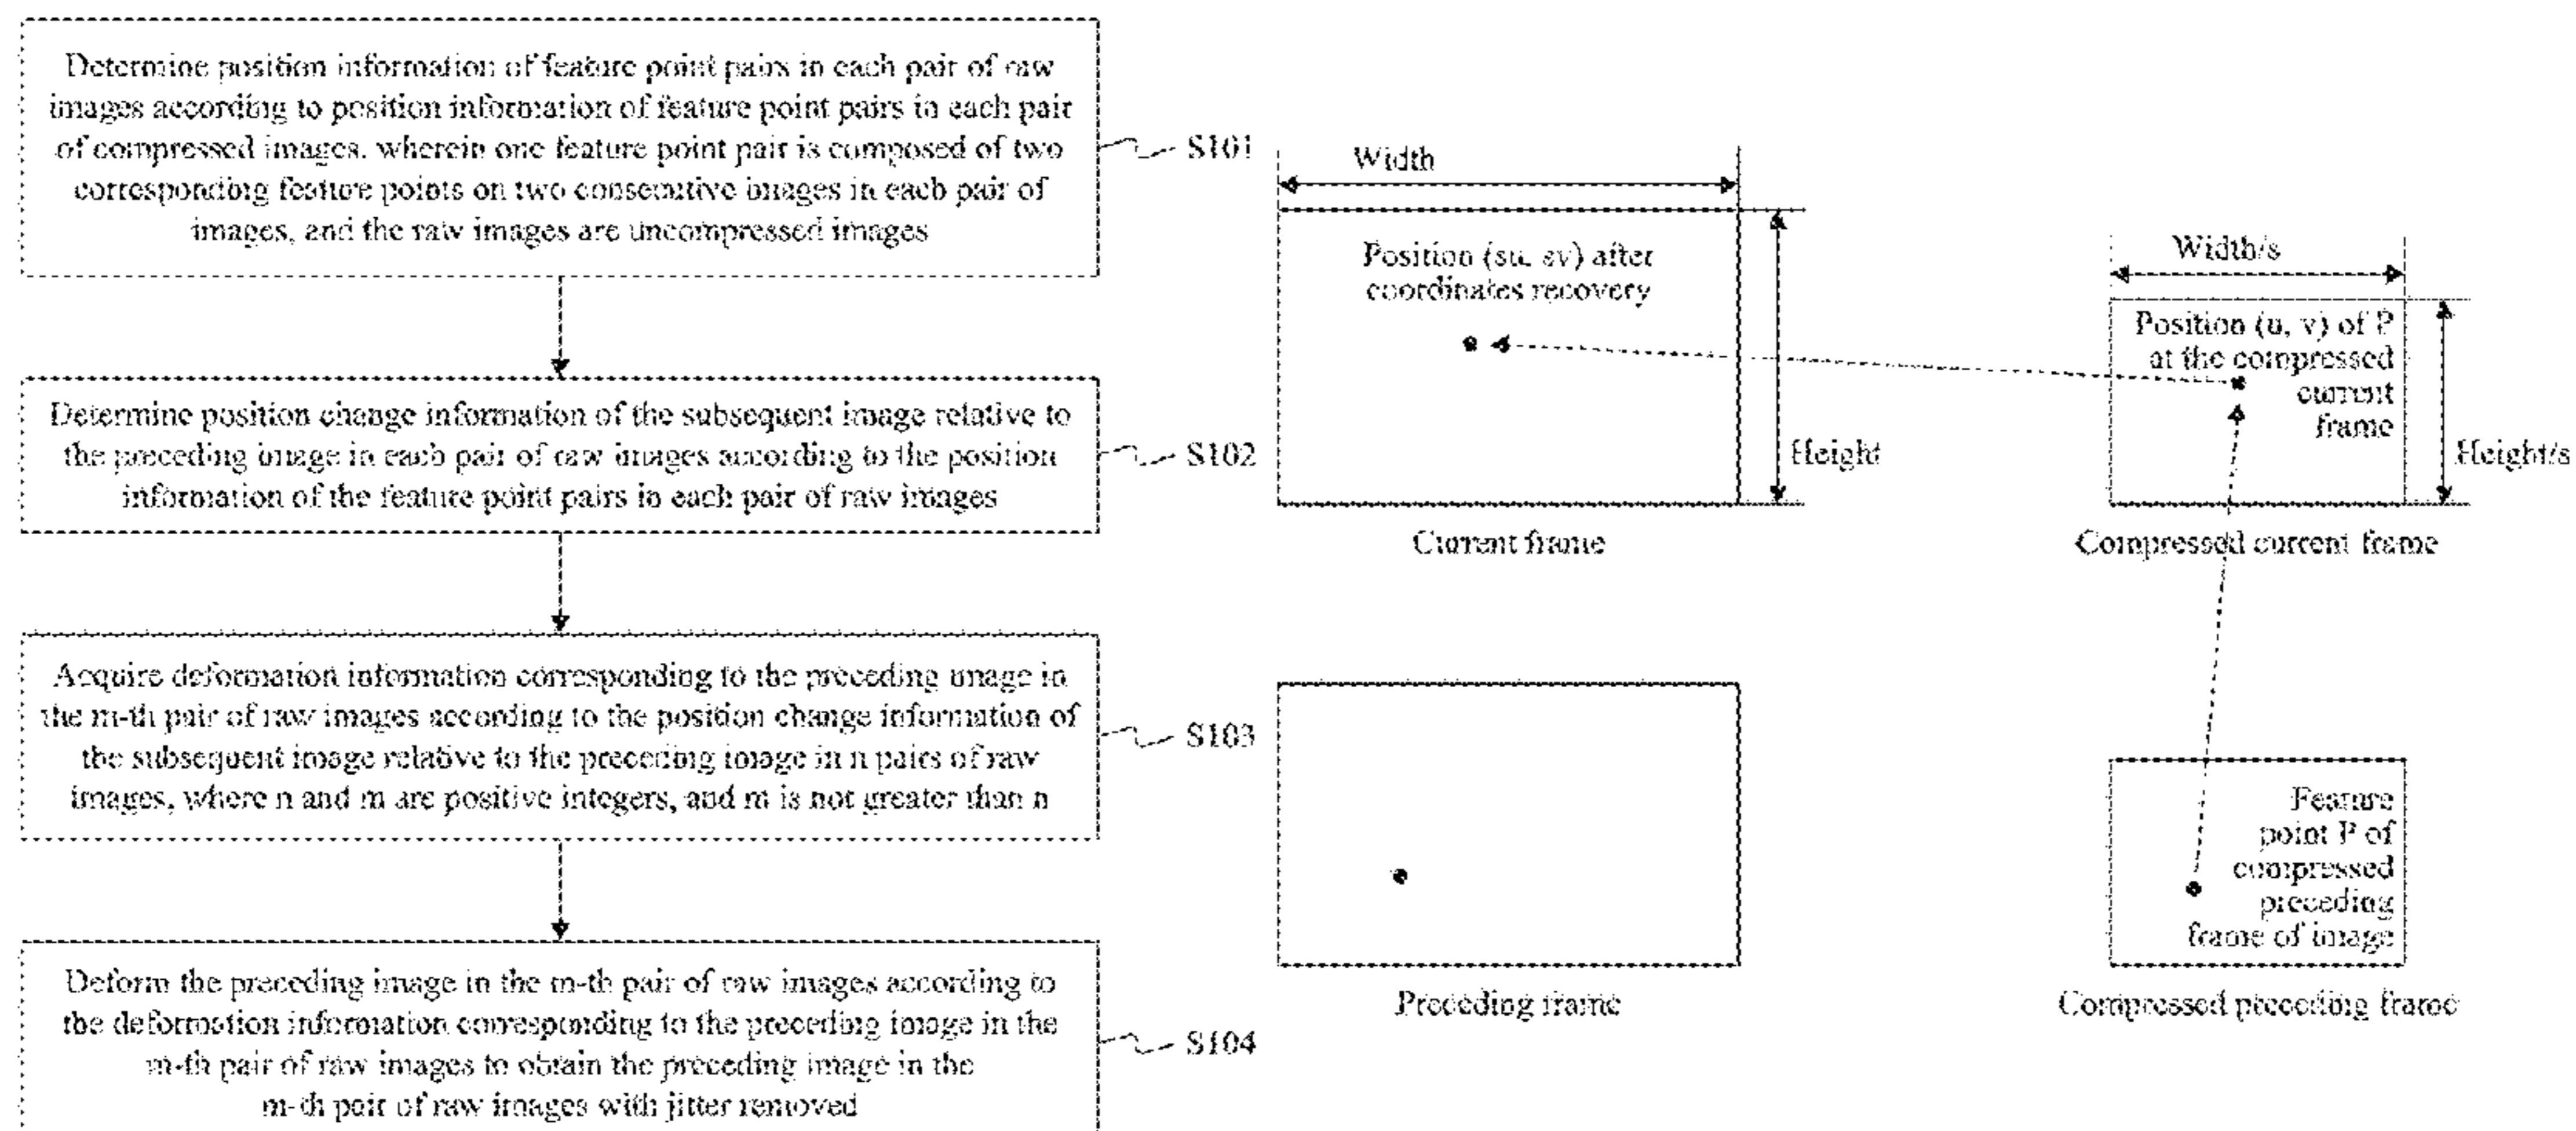 Determine position information of feature point pairs in each pair of raw
images according to position information of feature point pairs in each pair
of compressed images, wherein one feature point pair is composed of two
corresponding feature points on two consecutive images in each pair of
images, and the raw images are uncompressed images
S101
Determine position change information of the subsequent image relative to
the preceding image in each pair of raw images according to the position
information of the feature point pairs in each pair of raw images
S102
Acquire deformation information corresponding to the preceding image in
the m-th pair of raw images according to the position change information of
the subsequent image relative to the preceding image in n pairs of raw
images, where n and m are positive integers, and m is not greater than n
S103
Deform the preceding image in the m-th pair of raw images according to
the deformation information corresponding to the preceding image in the
m-th pair of raw images to obtain the preceding image in the
m-th pair of raw images with jitter removed
S104
Width
Position (su, sv) after
coordinates recovery
Height
Current frame
Width/s
Position (u, v) of P
at the compressed
current
frame
Height/s
Compressed current frame
Preceding frame
Feature
point P of
compressed
preceding
frame of image
Compressed preceding frame